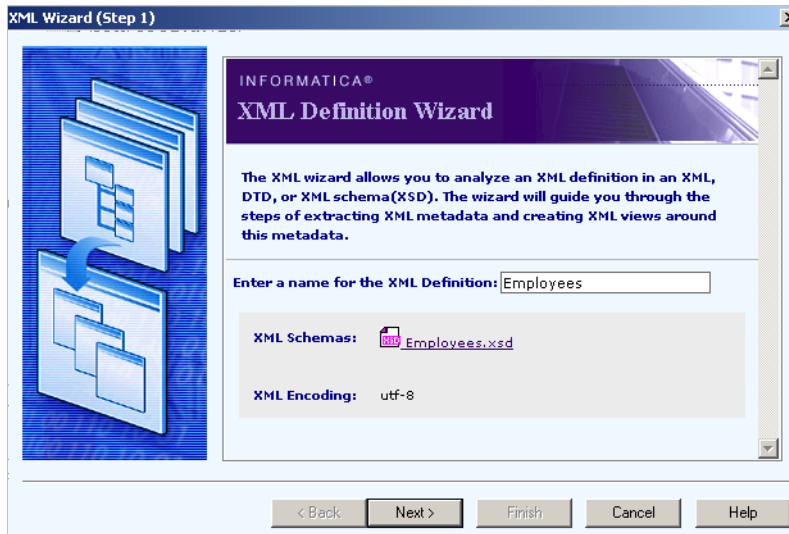 XML Wizard (Step 1)
INFORMATICA®
XML Definition Wizard
The XML wizard allows you to analyze an XML definition in an XML,
DTD, or XML schema(XSD). The wizard will guide you through the
steps of extracting XML metadata and creating XML views around
this metadata.
Enter a name for the XML Definition: Employees
XML Schemas: XSD Employees.xsd
XML Encoding: utf-8
< Back Next > Finish Cancel Help